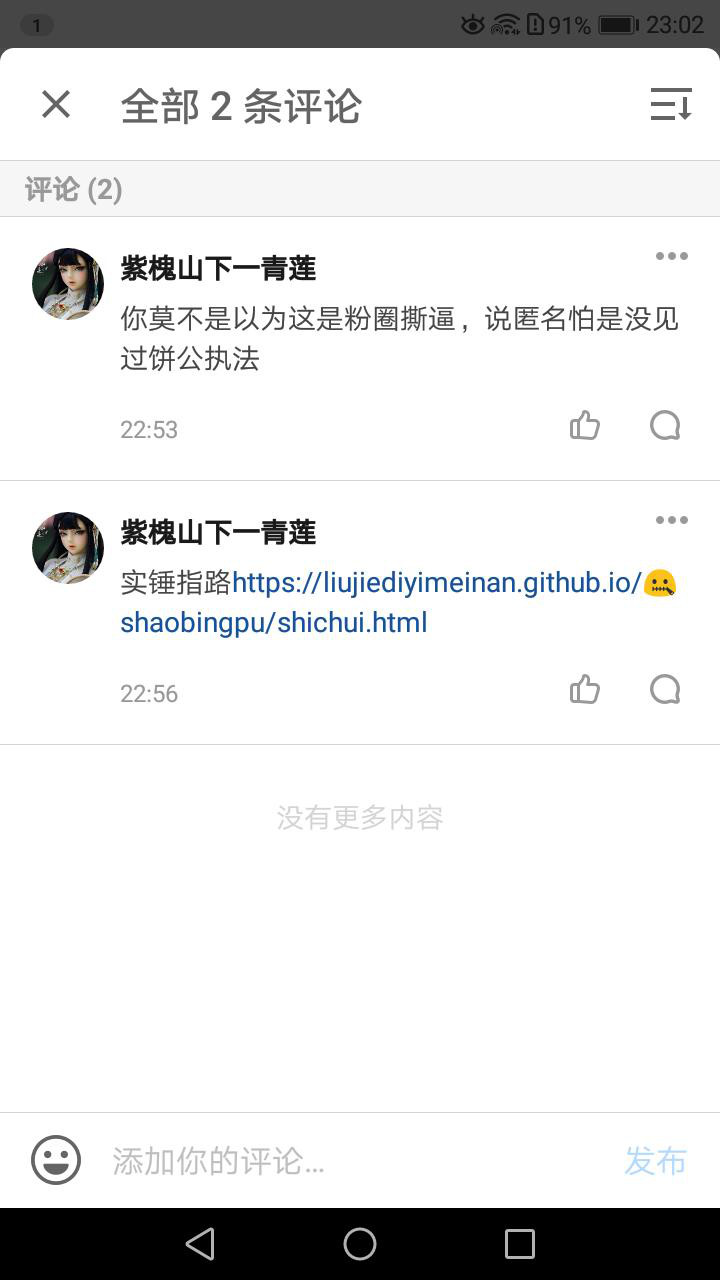 1
91% 23:02
全部 2 条评论
评论 (2)
紫槐山下一青莲
你莫不是以为这是粉圈撕逼，说匿名怕是没见
过饼公执法
22:53
紫槐山下一青莲
实锤指路https://liujiediyimeinan.github.io/🤐
shaobingpu/shichui.html
22:56
没有更多内容
添加你的评论... 发布